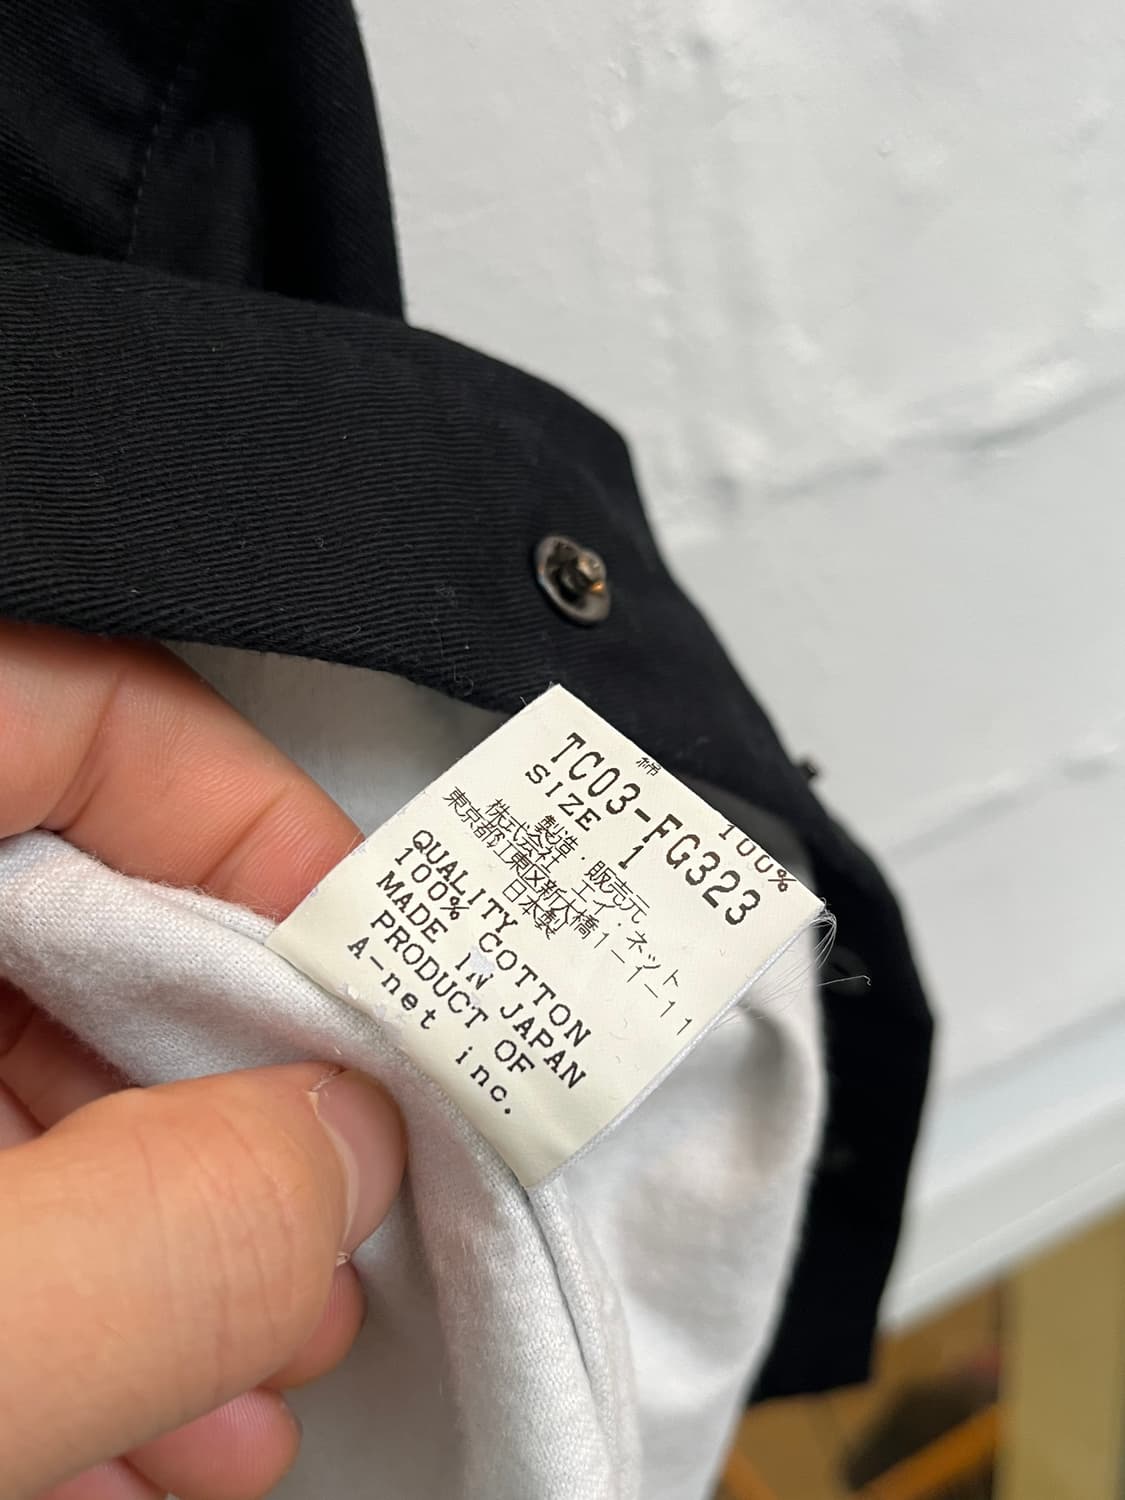 綿 100%
TC03-FG323
SIZE 1
製造・販売元
株式会社 エイ・ネット
東京都江東区新大橋1-1-11
日本製
QUALITY
100% COTTON
MADE IN JAPAN
PRODUCT OF
A-net inc.